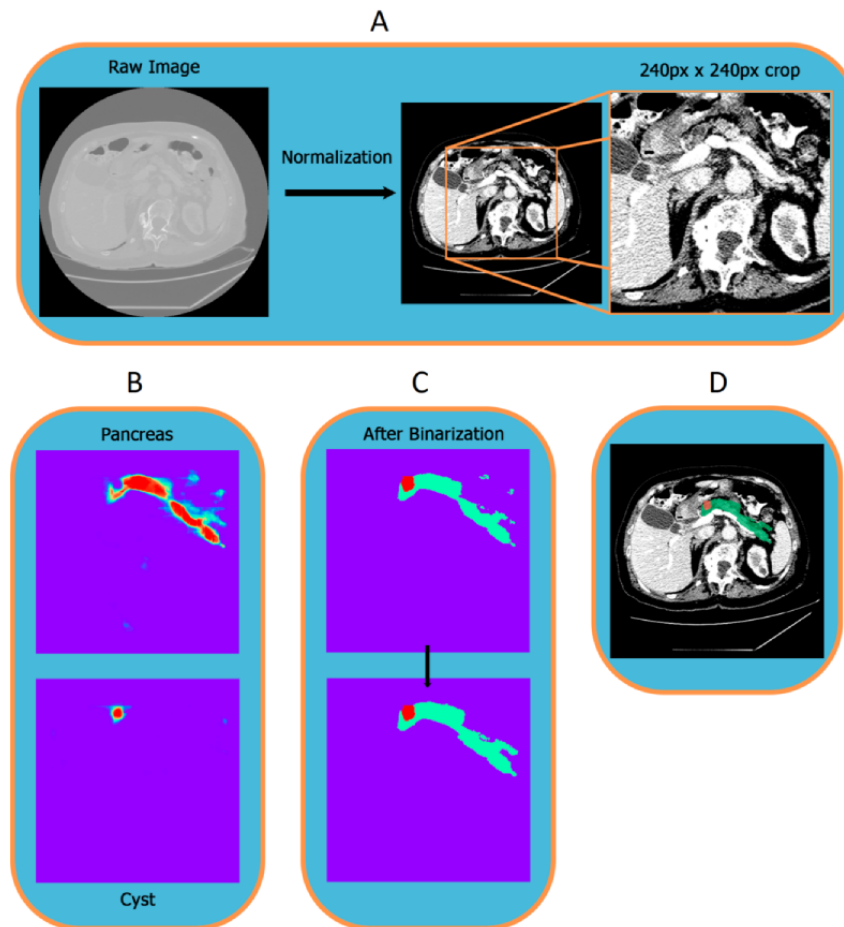 A
Raw Image
240px x 240px crop
Normalization
B
C
D
Pancreas
After Binarization
Cyst